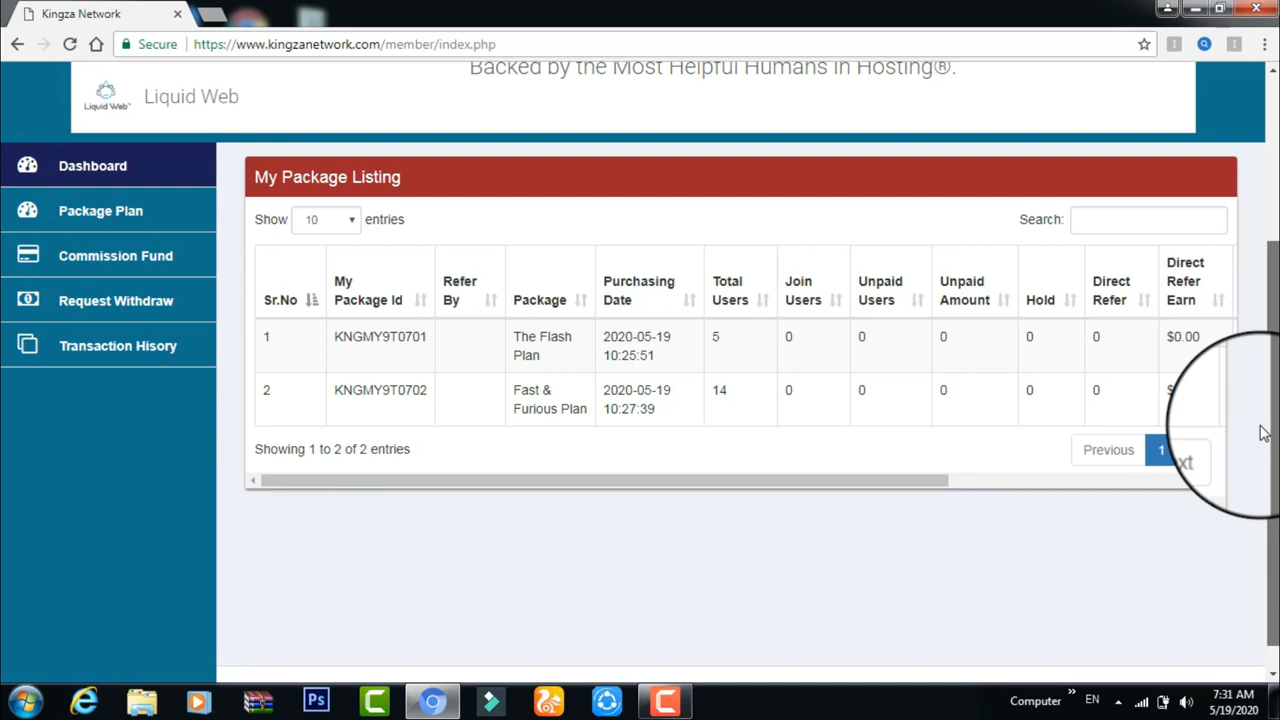 Kingza Network
Secure https://www.kingzanetwork.com/member/index.php
Backed by the Most Helpful Humans in Hosting®.
Liquid Web™
Liquid Web
Dashboard
Package Plan
Commission Fund
Request Withdraw
Transaction Hisory
My Package Listing
Show 10 entries
Search:
Sr.No My Package Id Refer By Package Purchasing Date Total Users Join Users Unpaid Users Unpaid Amount Hold Direct Refer Direct Refer Earn
1 KNGMY9T0701 The Flash Plan 2020-05-19 10:25:51 5 0 0 0 0 0 $0.00
2 KNGMY9T0702 Fast & Furious Plan 2020-05-19 10:27:39 14 0 0 0 0 0
Showing 1 to 2 of 2 entries
Previous 1
Ps
Computer
EN
7:31 AM
5/19/2020